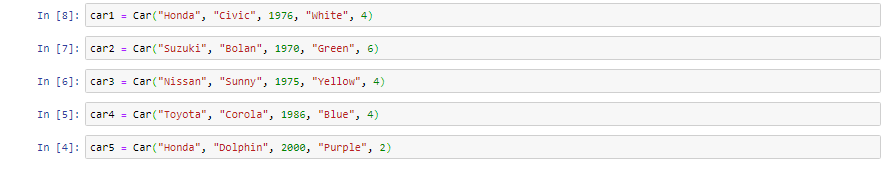 In [8]: car1 = Car("Honda", "Civic", 1976, "White", 4)
In [7]: car2 = Car("Suzuki", "Bolan", 1970, "Green", 6)
In [6]: car3 = Car("Nissan", "Sunny", 1975, "Yellow", 4)
In [5]: car4 = Car("Toyota", "Corola", 1986, "Blue", 4)
In [4]: car5 = Car("Honda", "Dolphin", 2000, "Purple", 2)